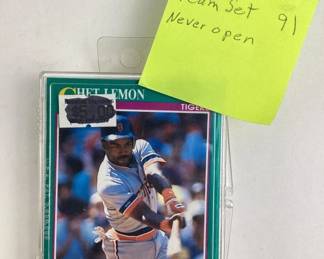 Team Set 91
Never open
CHET LEMON
TIGERS